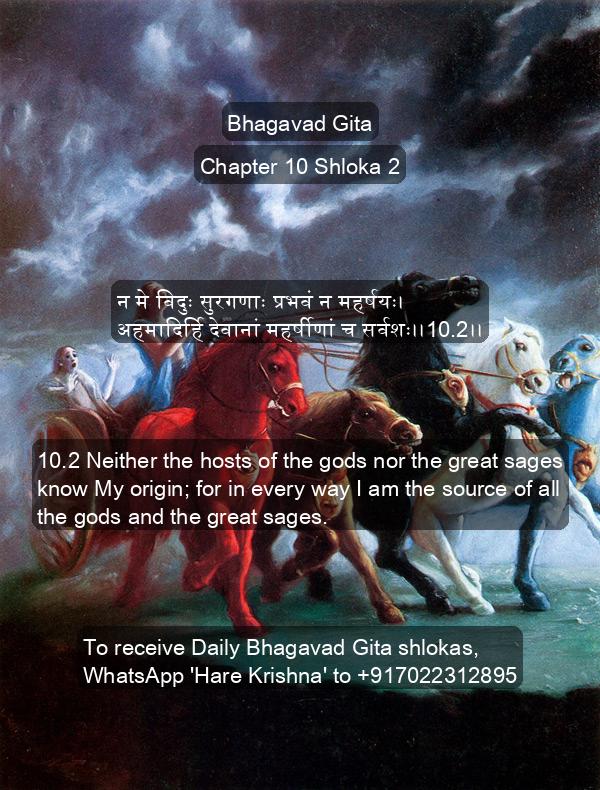 Bhagavad Gita
Chapter 10 Shloka 2
न मे विदुः सुरगणाः प्रभवं न महर्षयः।
अहमादिर्हि देवानां महर्षीणां च सर्वशः।।10.2।।
10.2 Neither the hosts of the gods nor the great sages
know My origin; for in every way I am the source of all
the gods and the great sages.
To receive Daily Bhagavad Gita shlokas,
WhatsApp 'Hare Krishna' to +917022312895